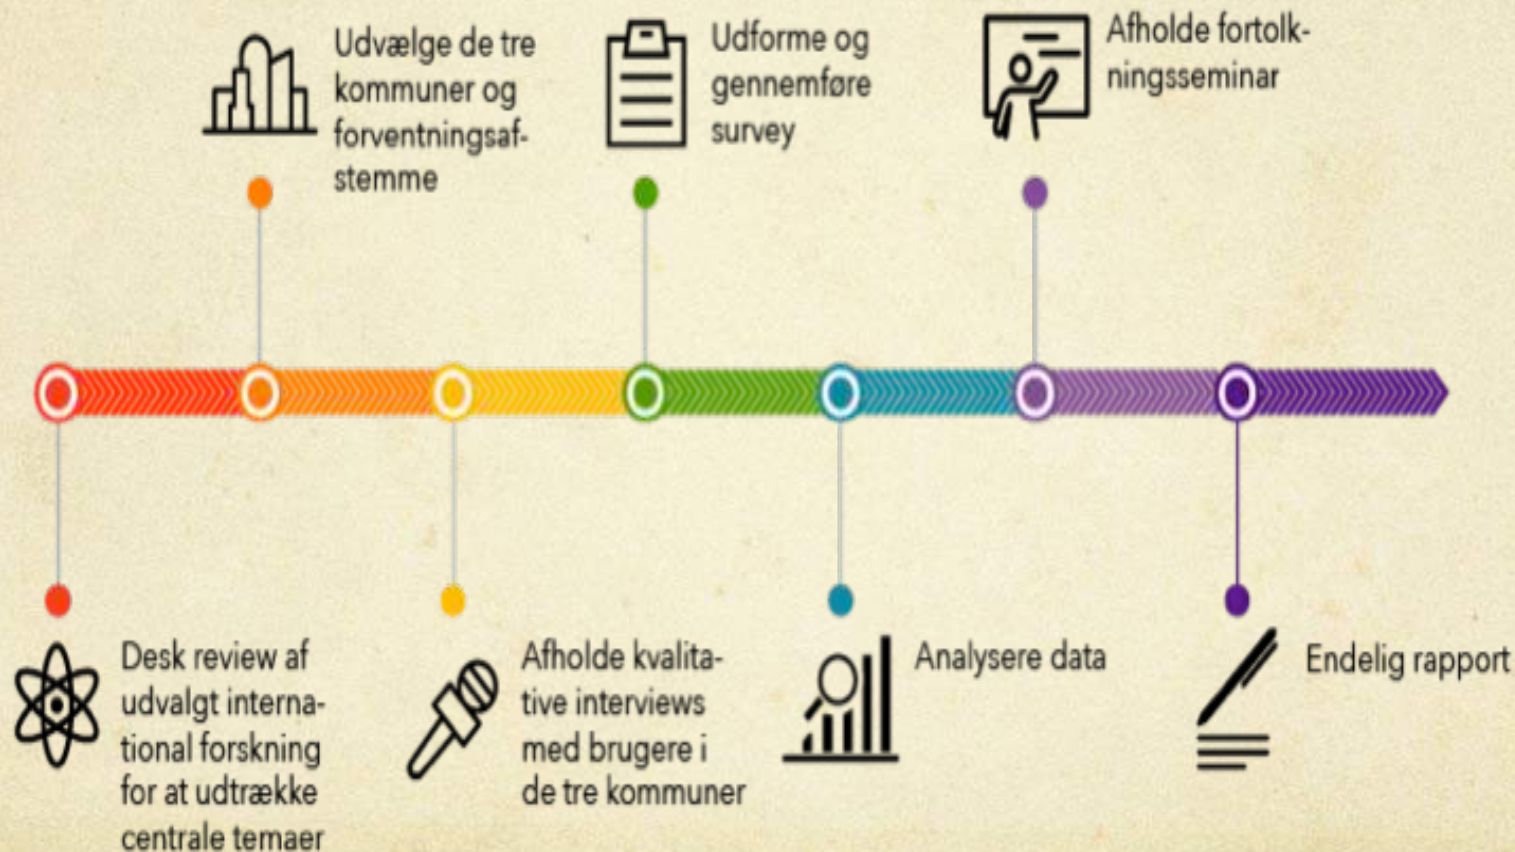 Udvælge de tre
kommuner og
forventningsaf-
stemme
Udforme og
gennemføre
survey
Afholde fortolk-
ningsseminar
Desk review af
udvalgt interna-
tional forskning
for at udtrække
centrale temaer
Afholde kvalita-
tive interviews
med brugere i
de tre kommuner
Analysere data
Endelig rapport